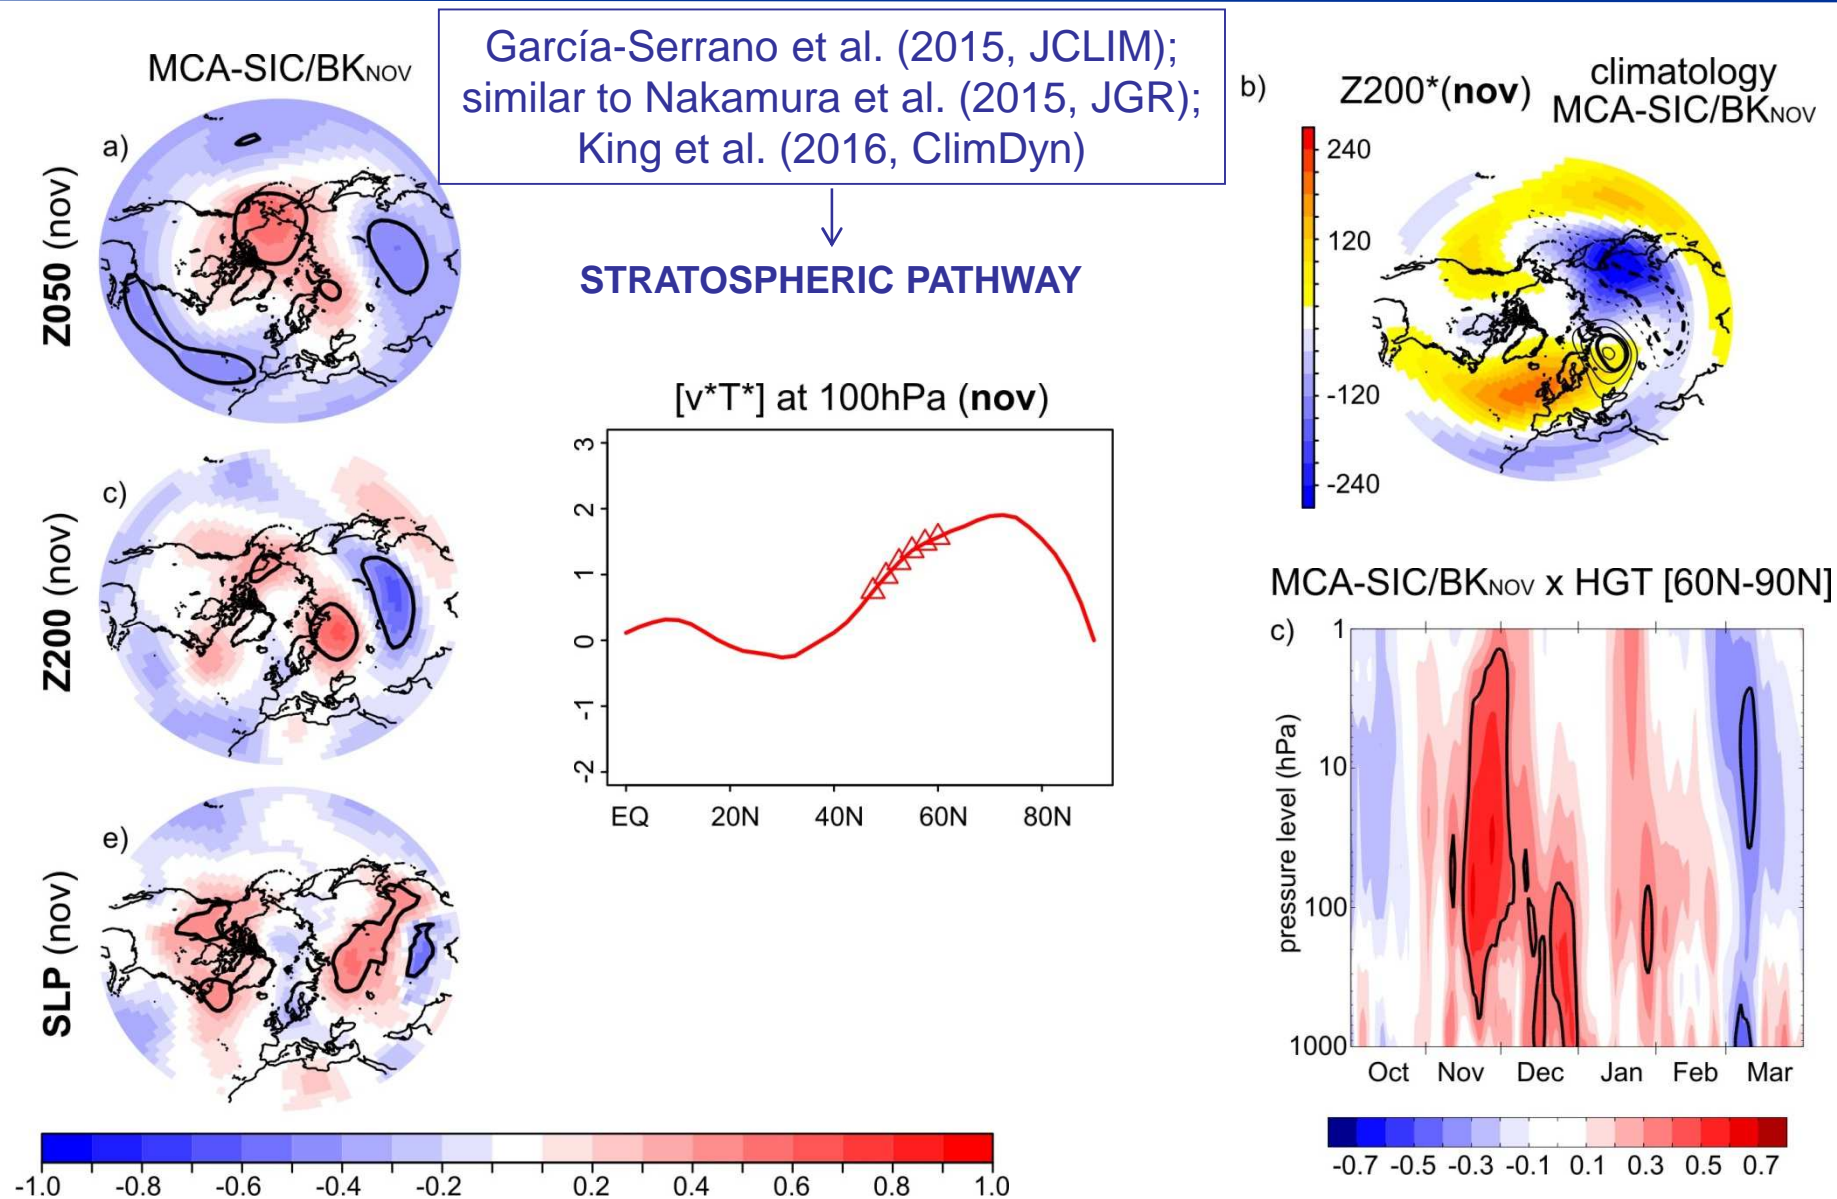 García-Serrano et al. (2015, JCLIM);
similar to Nakamura et al. (2015, JGR);
King et al. (2016, ClimDyn)
STRATOSPHERIC PATHWAY
MCA-SIC/BKNOV
a)
Z050 (nov)
c)
Z200 (nov)
e)
SLP (nov)
-1.0 -0.8 -0.6 -0.4 -0.2 0.2 0.4 0.6 0.8 1.0
[v*T*] at 100hPa (nov)
3
2
1
0
-1
-2
EQ 20N 40N 60N 80N
b)
Z200*(nov)
climatology
MCA-SIC/BKNOV
240
120
-120
-240
MCA-SIC/BKNOV x HGT [60N-90N]
c)
pressure level (hPa)
1
10
100
1000
Oct Nov Dec Jan Feb Mar
-0.7 -0.5 -0.3 -0.1 0.1 0.3 0.5 0.7